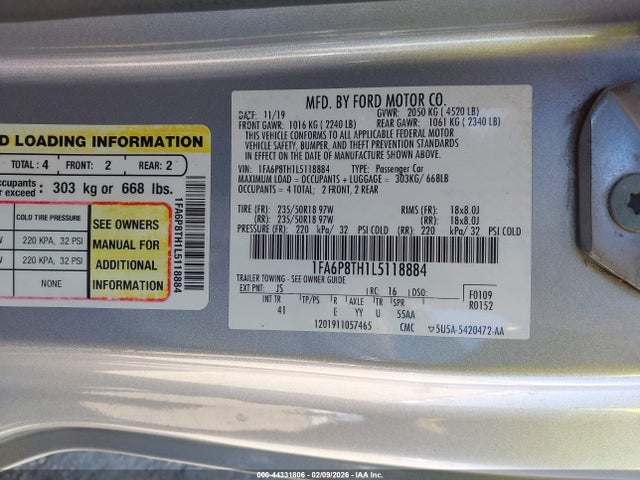 D LOADING INFORMATION
TOTAL: 4 FRONT: 2 REAR: 2
ccupants
r exceed: 303 kg or 668 lbs.
COLD TIRE PRESSURE
220 KPA, 32 PSI
220 KPA, 32 PSI
NONE
SEE OWNERS
MANUAL FOR
ADDITIONAL
INFORMATION
1FA6P8TH1L5118884
MFD. BY FORD MOTOR CO.
DATE: 11/19 GVWR: 2050 KG ( 4520 LB)
FRONT GAWR: 1016 KG ( 2240 LB) REAR GAWR: 1061 KG ( 2340 LB)
THIS VEHICLE CONFORMS TO ALL APPLICABLE FEDERAL MOTOR
VEHICLE SAFETY, BUMPER, AND THEFT PREVENTION STANDARDS
IN EFFECT ON THE DATE OF MANUFACTURE SHOWN ABOVE.
VIN: 1FA6P8TH1L5118884 TYPE: Passenger Car
MAXIMUM LOAD = OCCUPANTS + LUGGAGE = 303KG/ 668LB
OCCUPANTS = 4 TOTAL; 2 FRONT, 2 REAR
TIRE (FR): 235/50R18 97W RIMS (FR): 18x8.0J
(RR): 235/50R18 97W (RR): 18x8.0J
PRESSURE (FR): 220 kPa/ 32 PSI COLD (RR): 220 kPa/ 32 PSI COLD
1FA6P8TH1L5118884
TRAILER TOWING - SEE OWNER GUIDE
EXT PNT: JS RC: 16 DSO: F0109
INT TR TP/PS R AXLE TR SPR R0152
41 E YY U 55AA
1201911057465 CMC ▽5U5A-5420472-AA
000-44331806 - 02/09/2026 - IAA Holdings, LLC